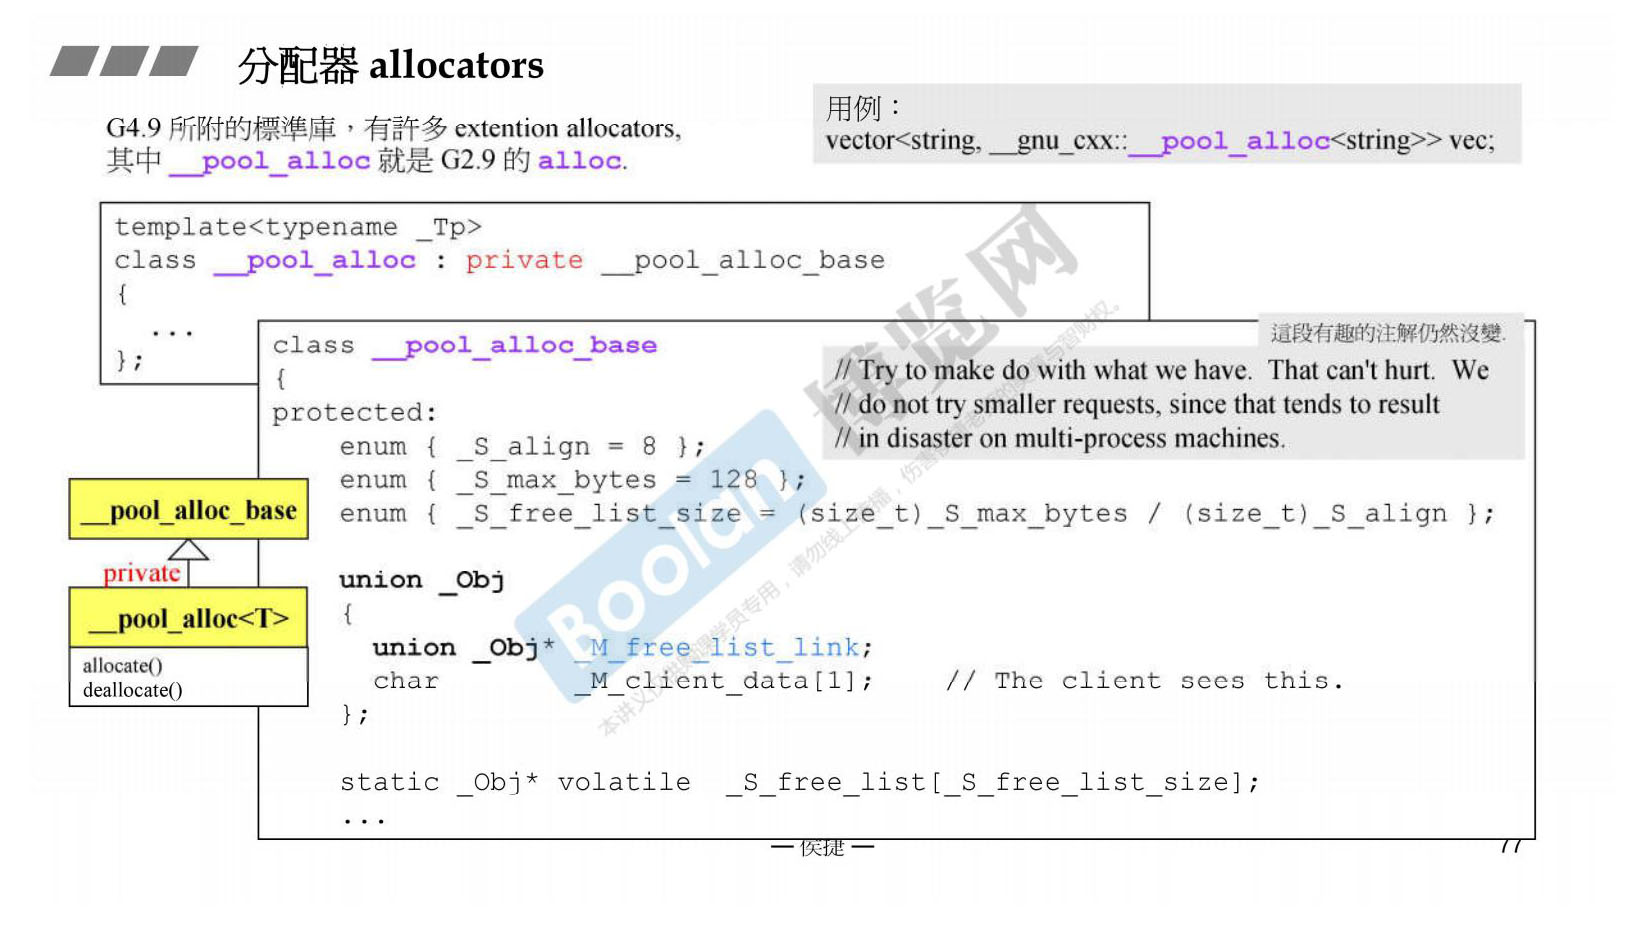 分配器 allocators
G4.9 所附的標準庫，有許多 extention allocators,
其中 __pool_alloc 就是 G2.9 的 alloc.
用例：
vector<string, __gnu_cxx::__pool_alloc<string>> vec;
template<typename _Tp>
class __pool_alloc : private __pool_alloc_base
{
...
};
class __pool_alloc_base
{
protected:
enum { _S_align = 8 };
enum { _S_max_bytes = 128 };
enum { _S_free_list_size = (size_t)_S_max_bytes / (size_t)_S_align };
union _Obj
{
union _Obj* _M_free_list_link;
char _M_client_data[1]; // The client sees this.
};
static _Obj* volatile _S_free_list[_S_free_list_size];
...
這段有趣的注解仍然沒變.
// Try to make do with what we have. That can't hurt. We
// do not try smaller requests, since that tends to result
// in disaster on multi-process machines.
__pool_alloc_base
private
__pool_alloc<T>
allocate()
deallocate()
Boolan
博览网
— 侯捷 —
77